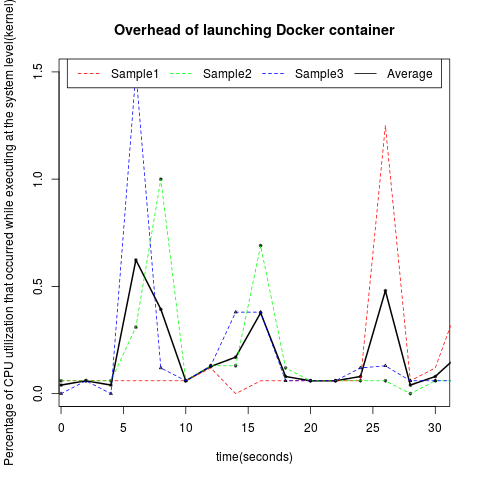 Overhead of launching Docker container
Percentage of CPU utilization that occurred while executing at the system level(kernel)
Sample1 Sample2 Sample3 Average
1.5
1.0
0.5
0.0
0 5 10 15 20 25 30
time(seconds)